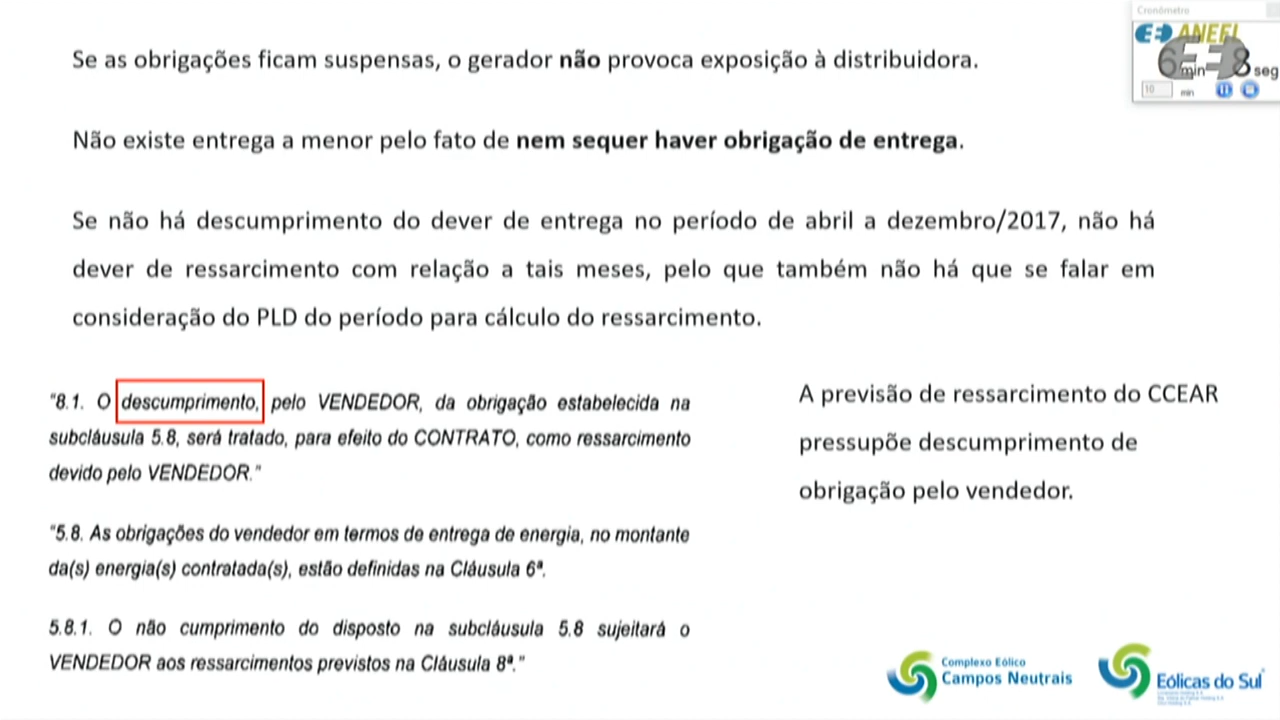 Cronômetro
ANEEL
6 min 8 seg
10 min
Se as obrigações ficam suspensas, o gerador não provoca exposição à distribuidora.
Não existe entrega a menor pelo fato de nem sequer haver obrigação de entrega.
Se não há descumprimento do dever de entrega no período de abril a dezembro/2017, não há
dever de ressarcimento com relação a tais meses, pelo que também não há que se falar em
consideração do PLD do período para cálculo do ressarcimento.
"8.1. O descumprimento, pelo VENDEDOR, da obrigação estabelecida na
subcláusula 5.8, será tratado, para efeito do CONTRATO, como ressarcimento
devido pelo VENDEDOR."
"5.8. As obrigações do vendedor em termos de entrega de energia, no montante
da(s) energia(s) contratada(s), estão definidas na Cláusula 6ª.
5.8.1. O não cumprimento do disposto na subcláusula 5.8 sujeitará o
VENDEDOR aos ressarcimentos previstos na Cláusula 8ª."
A previsão de ressarcimento do CCEAR
pressupõe descumprimento de
obrigação pelo vendedor.
Complexo Eólico
Campos Neutrais
Eólicas do Sul